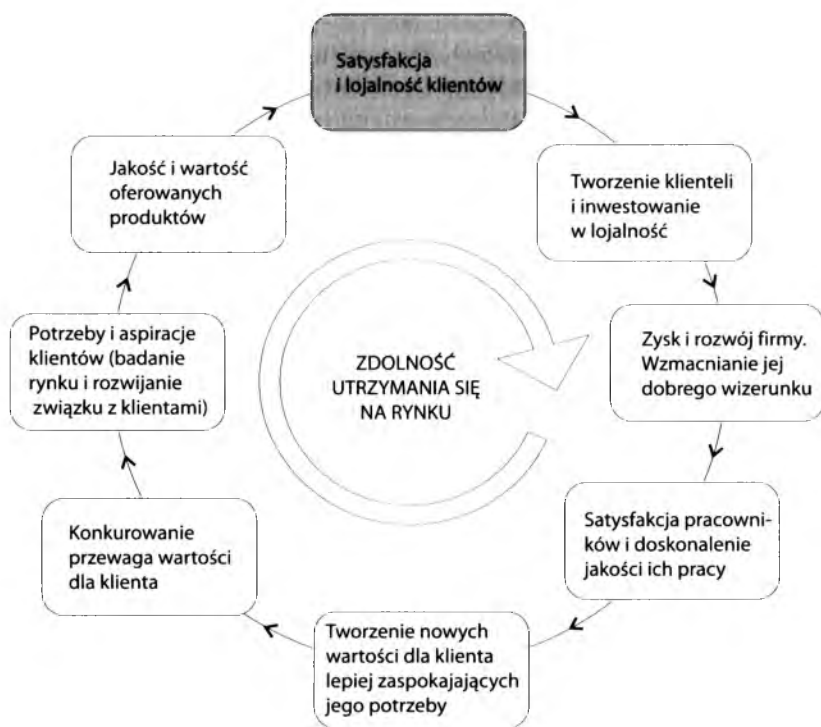 Satysfakcja
i lojalność klientów
Tworzenie klienteli
i inwestowanie
w lojalność
Zysk i rozwój firmy.
Wzmacnianie jej
dobrego wizerunku
Satysfakcja pracowni-
ków i doskonalenie
jakości ich pracy
Tworzenie nowych
wartości dla klienta
lepiej zaspokajających
jego potrzeby
Konkurowanie
przewaga wartości
dla klienta
Potrzeby i aspiracje
klientów (badanie
rynku i rozwijanie
związku z klientami)
Jakość i wartość
oferowanych
produktów
ZDOLNOŚĆ
UTRZYMANIA SIĘ
NA RYNKU